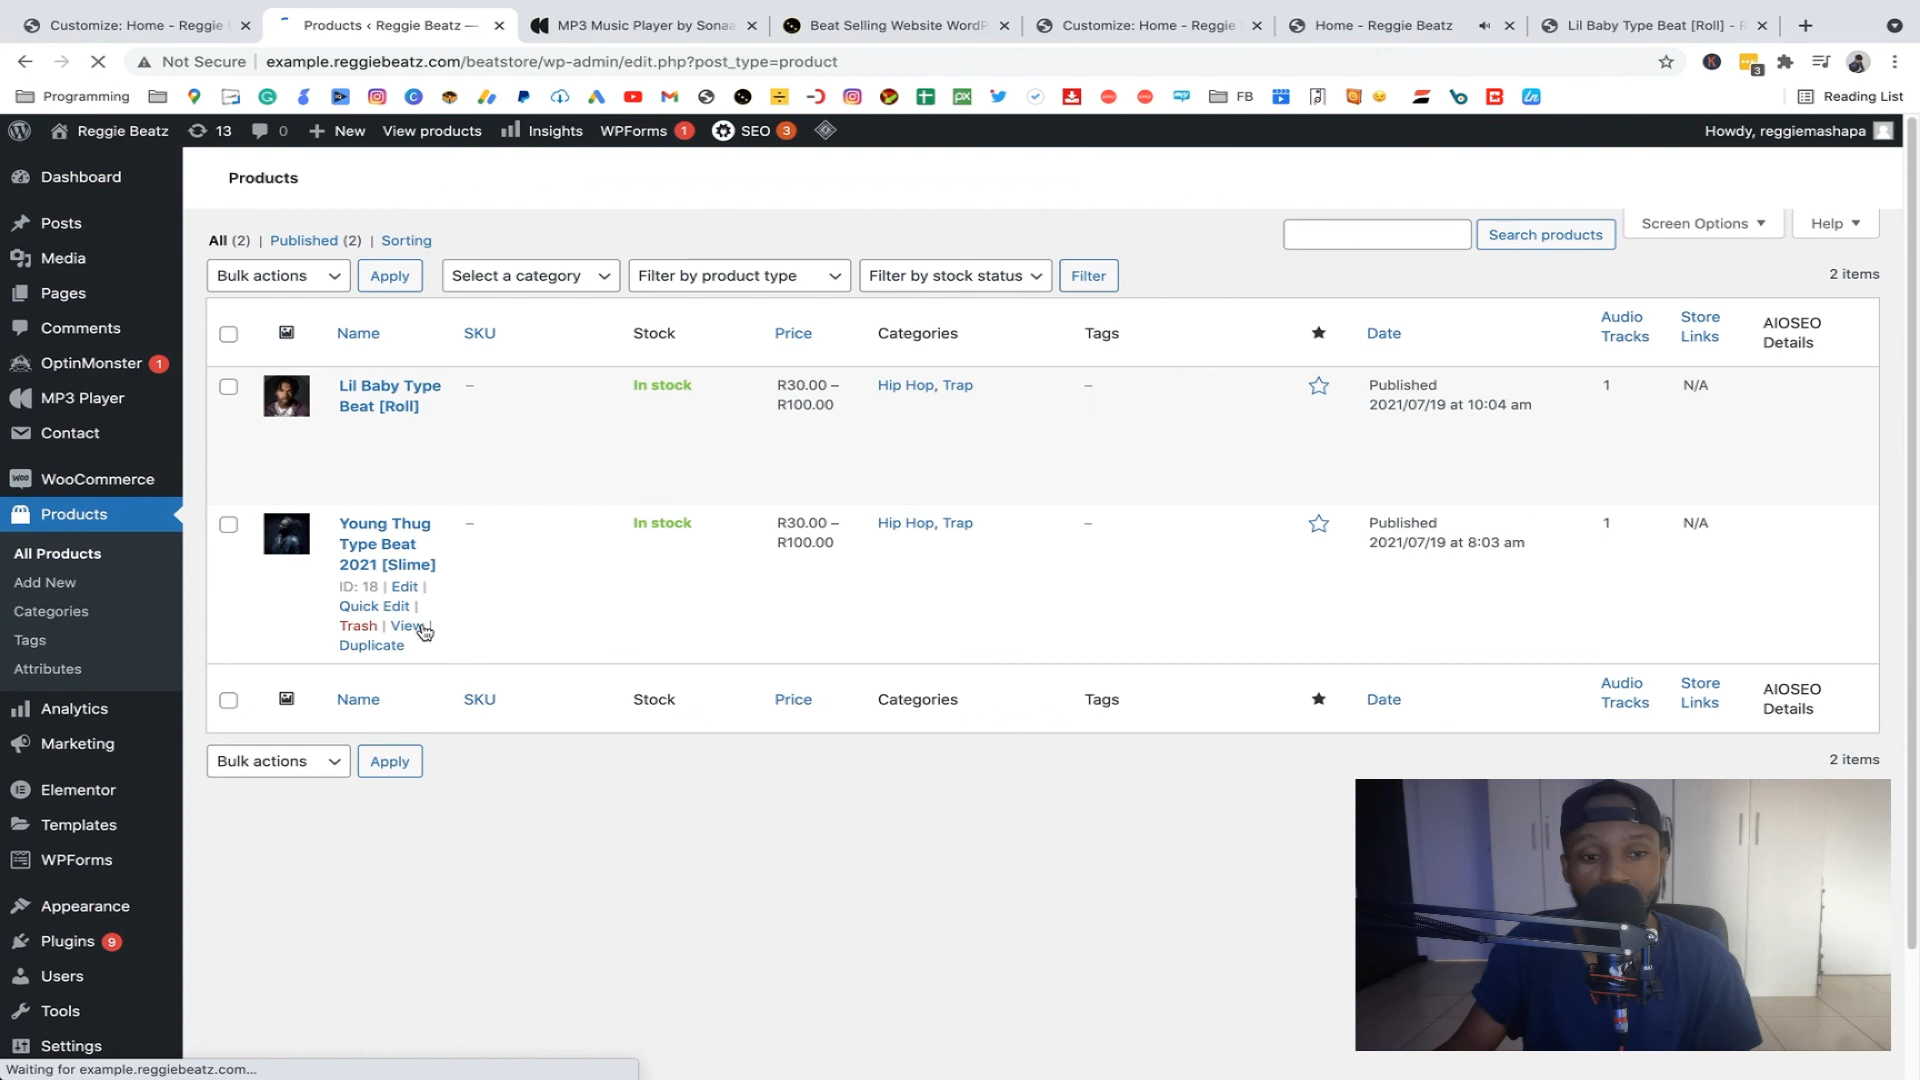 Customize: Home - Reggie
Products ‹ Reggie Beatz —
MP3 Music Player by Sonaa
Beat Selling Website WordP
Customize: Home - Reggie
Home - Reggie Beatz
Lil Baby Type Beat [Roll] - R
Not Secure | example.reggiebeatz.com/beatstore/wp-admin/edit.php?post_type=product
Programming
FB
Reading List
Reggie Beatz 13 0 New View products Insights WPForms 1 SEO 3
Howdy, reggiemashapa
Dashboard
Posts
Media
Pages
Comments
OptinMonster 1
MP3 Player
Contact
WooCommerce
Products
All Products
Add New
Categories
Tags
Attributes
Analytics
Marketing
Elementor
Templates
WPForms
Appearance
Plugins 9
Users
Tools
Settings
Products
Screen Options
Help
All (2) | Published (2) | Sorting
Search products
Bulk actions Apply Select a category Filter by product type Filter by stock status Filter
2 items
Name SKU Stock Price Categories Tags Date Audio Tracks Store Links AIOSEO Details
Lil Baby Type Beat [Roll] – In stock R30.00 – R100.00 Hip Hop, Trap – Published 2021/07/19 at 10:04 am 1 N/A
Young Thug Type Beat 2021 [Slime] – In stock R30.00 – R100.00 Hip Hop, Trap – Published 2021/07/19 at 8:03 am 1 N/A
ID: 18 | Edit |
Quick Edit |
Trash | View |
Duplicate
Name SKU Stock Price Categories Tags Date Audio Tracks Store Links AIOSEO Details
Bulk actions Apply
2 items
Waiting for example.reggiebeatz.com...